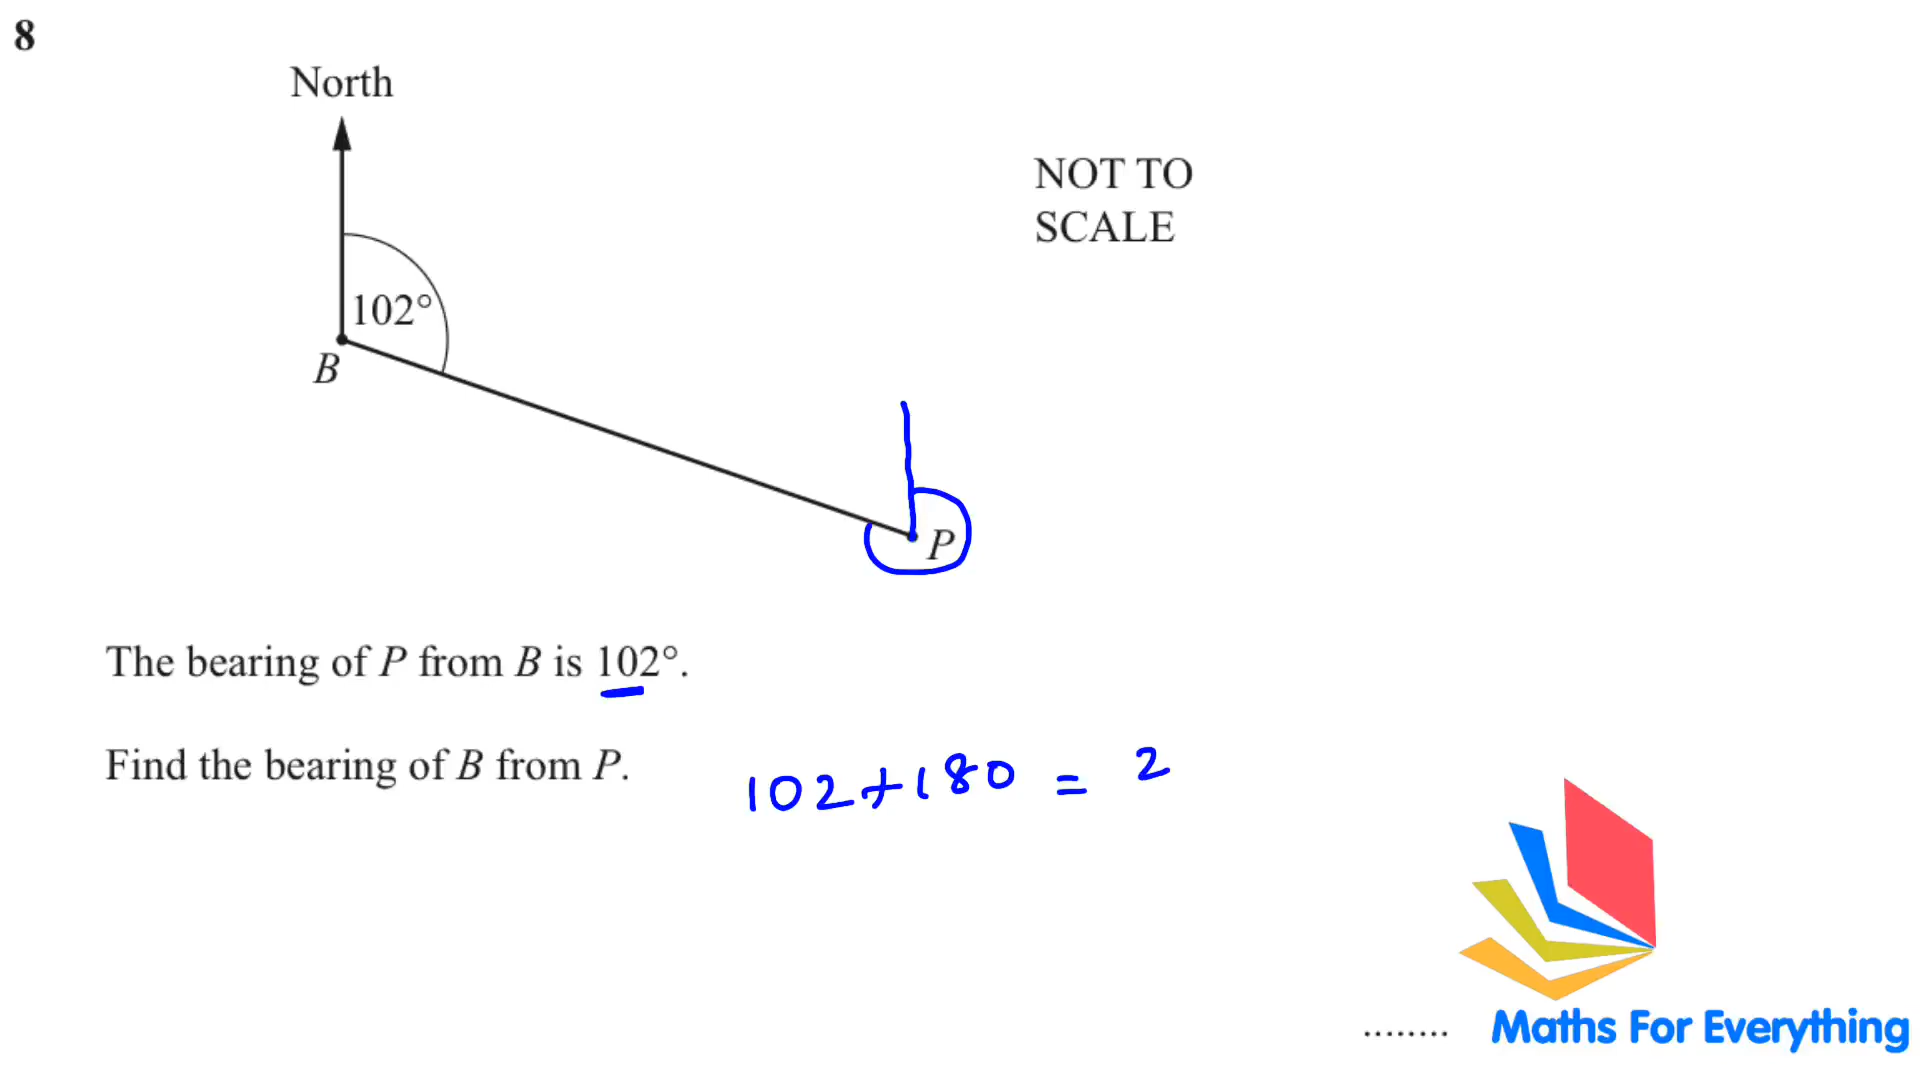 8
North
NOT TO
SCALE
102°
B
P
The bearing of P from B is 102°.
Find the bearing of B from P.
102+180 = 2
........
Maths For Everything